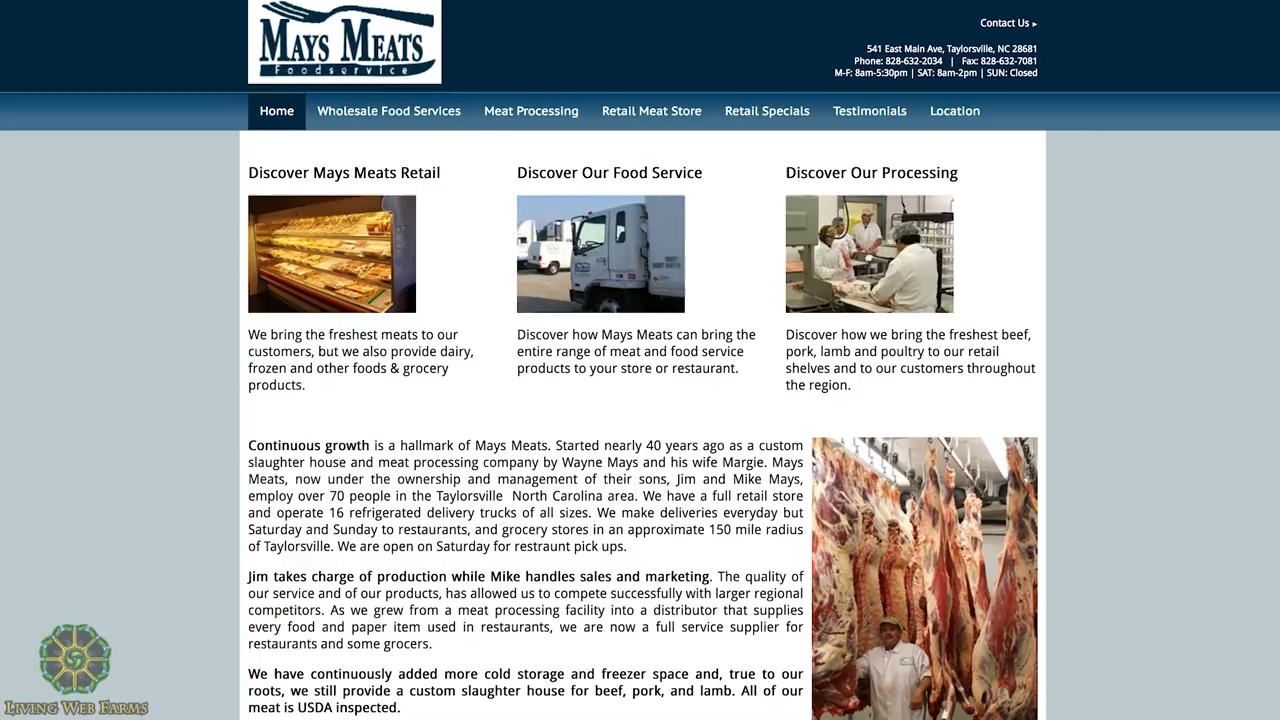 MAYS MEATS
Foodservice
Contact Us ▸
541 East Main Ave, Taylorsville, NC 28681
Phone: 828-632-2034 | Fax: 828-632-7081
M-F: 8am-5:30pm | SAT: 8am-2pm | SUN: Closed
Home Wholesale Food Services Meat Processing Retail Meat Store Retail Specials Testimonials Location
Discover Mays Meats Retail
We bring the freshest meats to our
customers, but we also provide dairy,
frozen and other foods & grocery
products.
Discover Our Food Service
Discover how Mays Meats can bring the
entire range of meat and food service
products to your store or restaurant.
Discover Our Processing
Discover how we bring the freshest beef,
pork, lamb and poultry to our retail
shelves and to our customers throughout
the region.
Continuous growth is a hallmark of Mays Meats. Started nearly 40 years ago as a custom
slaughter house and meat processing company by Wayne Mays and his wife Margie. Mays
Meats, now under the ownership and management of their sons, Jim and Mike Mays,
employ over 70 people in the Taylorsville North Carolina area. We have a full retail store
and operate 16 refrigerated delivery trucks of all sizes. We make deliveries everyday but
Saturday and Sunday to restaurants, and grocery stores in an approximate 150 mile radius
of Taylorsville. We are open on Saturday for restraunt pick ups.
Jim takes charge of production while Mike handles sales and marketing. The quality of
our service and of our products, has allowed us to compete successfully with larger regional
competitors. As we grew from a meat processing facility into a distributor that supplies
every food and paper item used in restaurants, we are now a full service supplier for
restaurants and some grocers.
We have continuously added more cold storage and freezer space and, true to our
roots, we still provide a custom slaughter house for beef, pork, and lamb. All of our
meat is USDA inspected.
LIVING WEB FARMS